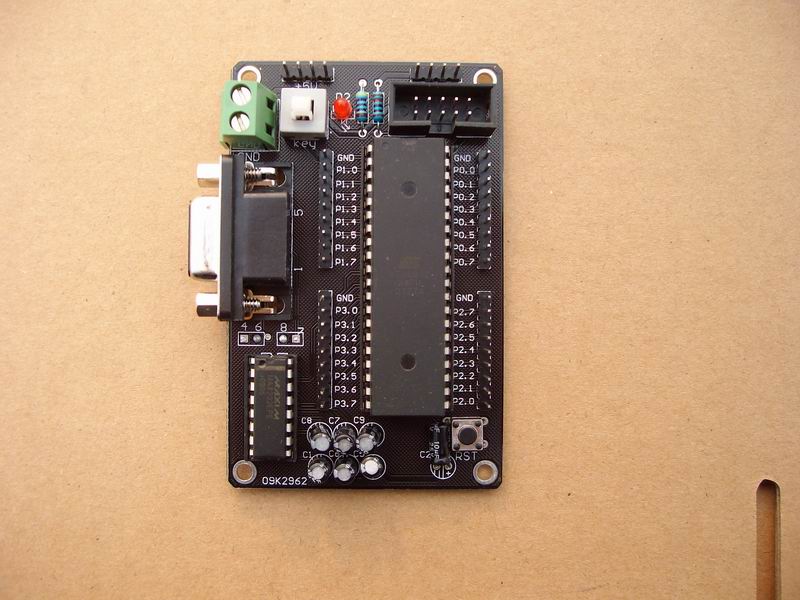 +5V
D2
key
GND
GND
P1.0
P1.1
P1.2
P1.3
P1.4
P1.5
P1.6
P1.7
GND
P0.0
P0.1
P0.2
P0.3
P0.4
P0.5
P0.6
P0.7
5
1
GND
P3.0
P3.1
P3.2
P3.3
P3.4
P3.5
P3.6
P3.7
GND
P2.7
P2.6
P2.5
P2.4
P2.3
P2.2
P2.1
P2.0
4 6 8
MAXIM
C8 C7 C9
C1
C2
RST
09K2962